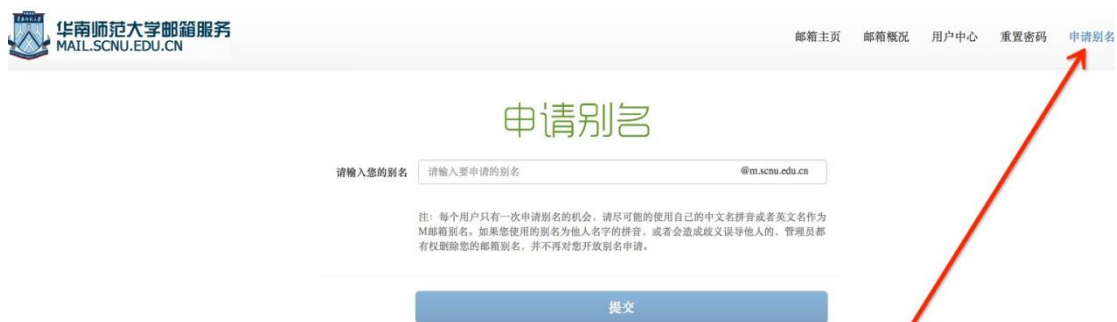 华南师范大学邮箱服务
MAIL.SCNU.EDU.CN
邮箱主页 邮箱概况 用户中心 重置密码 申请别名
申请别名
请输入您的别名 请输入要申请的别名 @m.scnu.edu.cn
注：每个用户只有一次申请别名的机会，请尽可能的使用自己的中文名拼音或者英文名作为
M邮箱别名。如果您使用的别名为他人名字的拼音，或者会造成歧义误导他人的，管理员都
有权删除您的邮箱别名，并不再对您开放别名申请。
提交